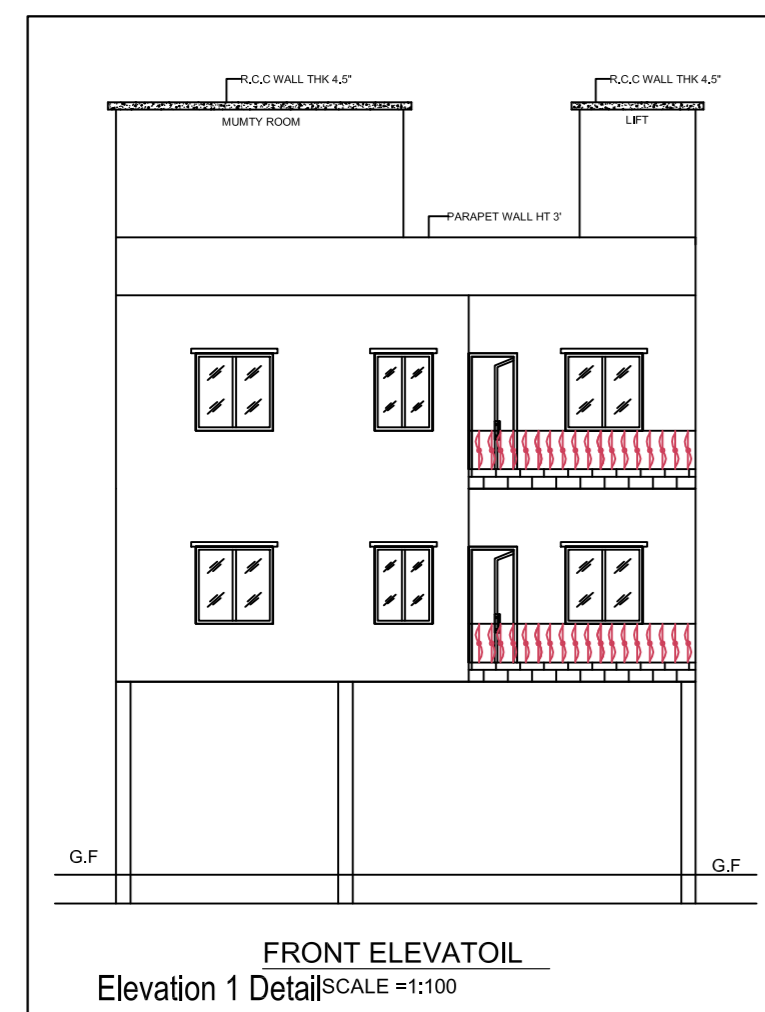 R.C.C WALL THK 4.5"
R.C.C WALL THK 4.5"
MUMTY ROOM
LIFT
PARAPET WALL HT 3'
G.F
G.F
FRONT ELEVATOIL
Elevation 1 Detail SCALE =1:100